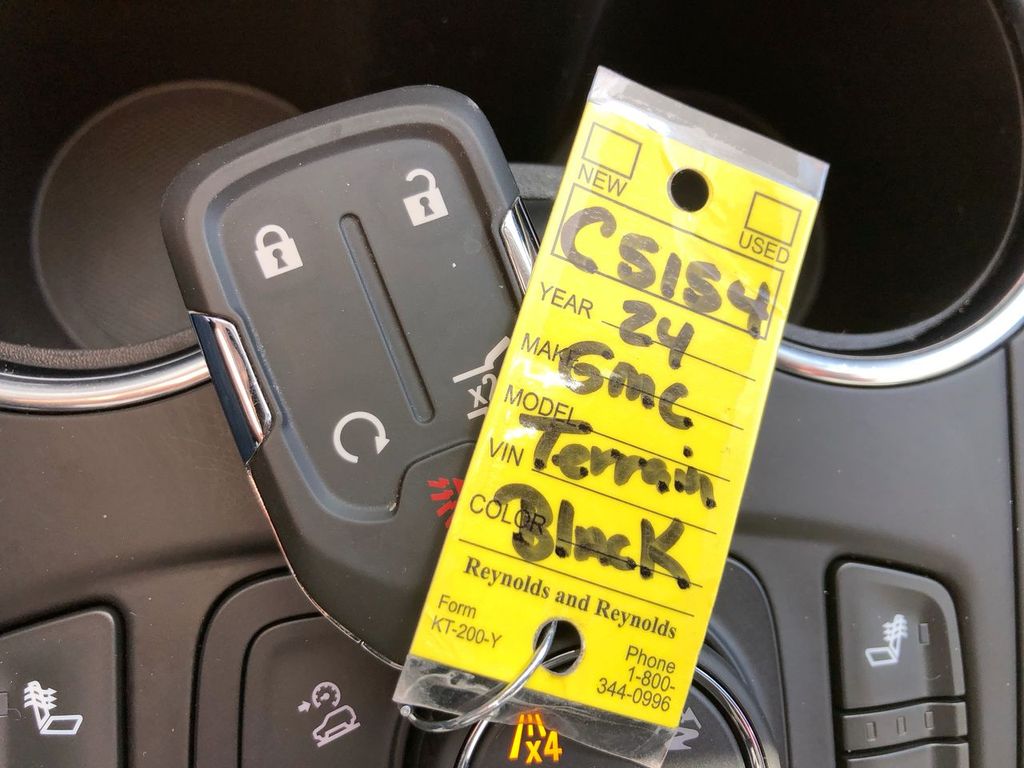 NEW
USED
C5154
YEAR 24
MAKE Gmc
MODEL Terrain
VIN
COLOR Black
Reynolds and Reynolds
Form
KT-200-Y
Phone
1-800-
344-0996
x2
x4